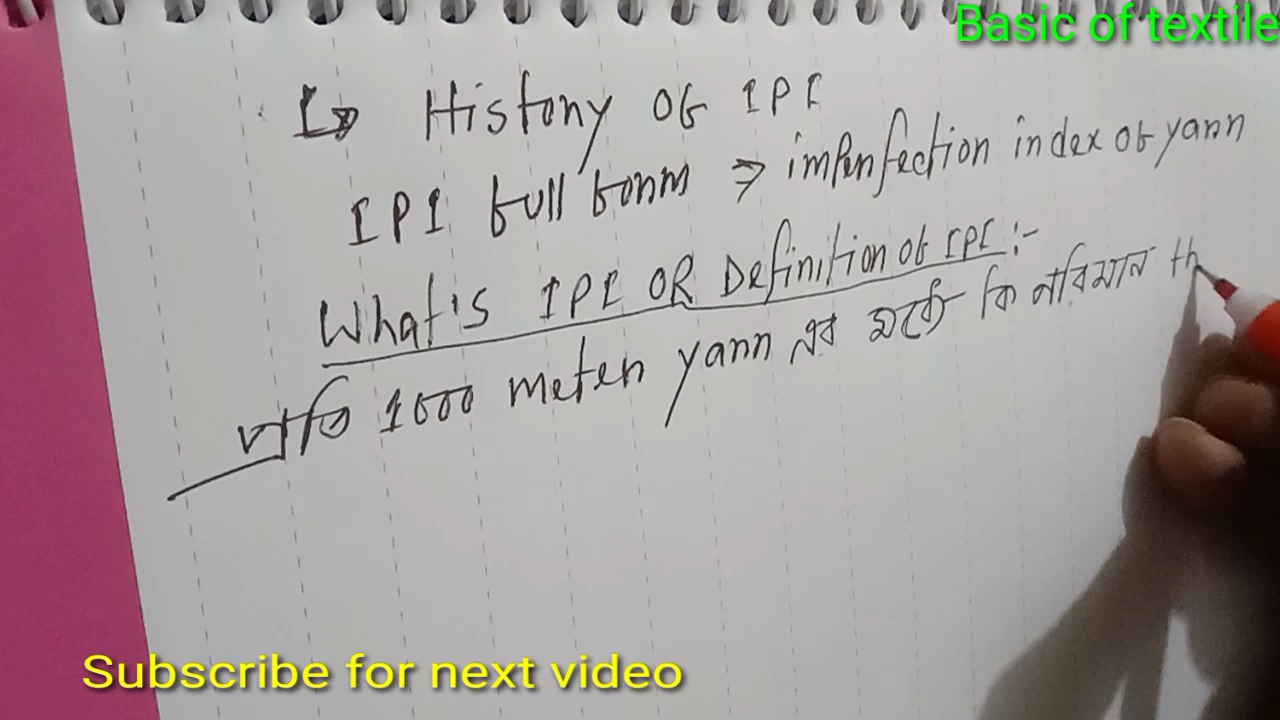 Basic of textile
History of IPI
IPI full form ⇒ imperfection index of yarn
What's IPI OR Definition of IPI :-
প্রতি 1000 meter yarn এর মধ্যে কি পরিমান th
Subscribe for next video